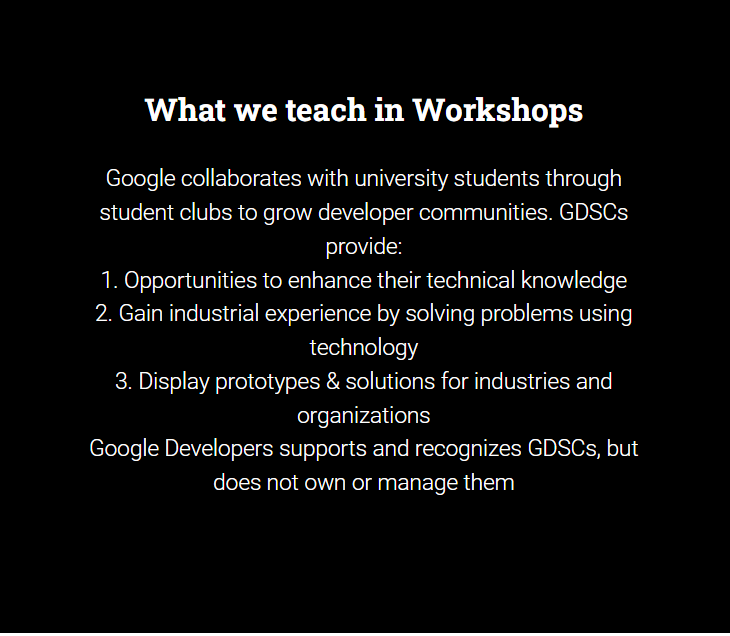 What we teach in Workshops
Google collaborates with university students through
student clubs to grow developer communities. GDSCs
provide:
1. Opportunities to enhance their technical knowledge
2. Gain industrial experience by solving problems using
technology
3. Display prototypes & solutions for industries and
organizations
Google Developers supports and recognizes GDSCs, but
does not own or manage them